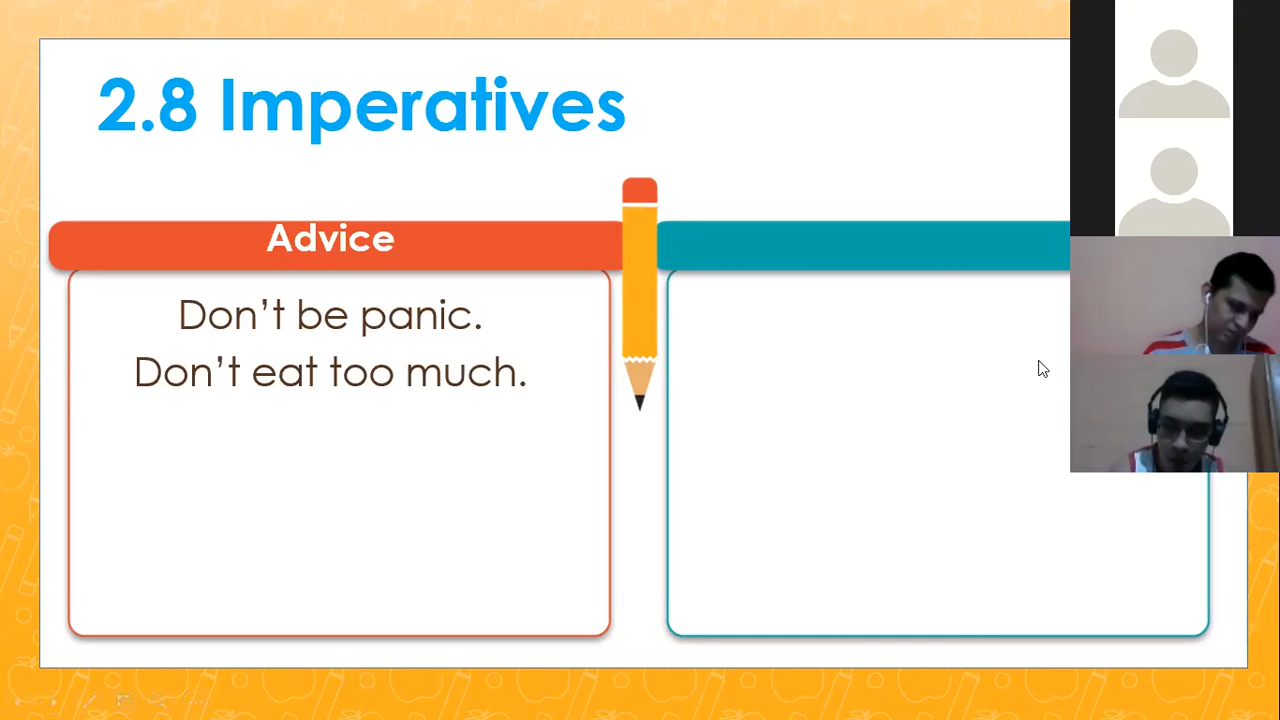 2.8 Imperatives
Advice
Don’t be panic.
Don’t eat too much.